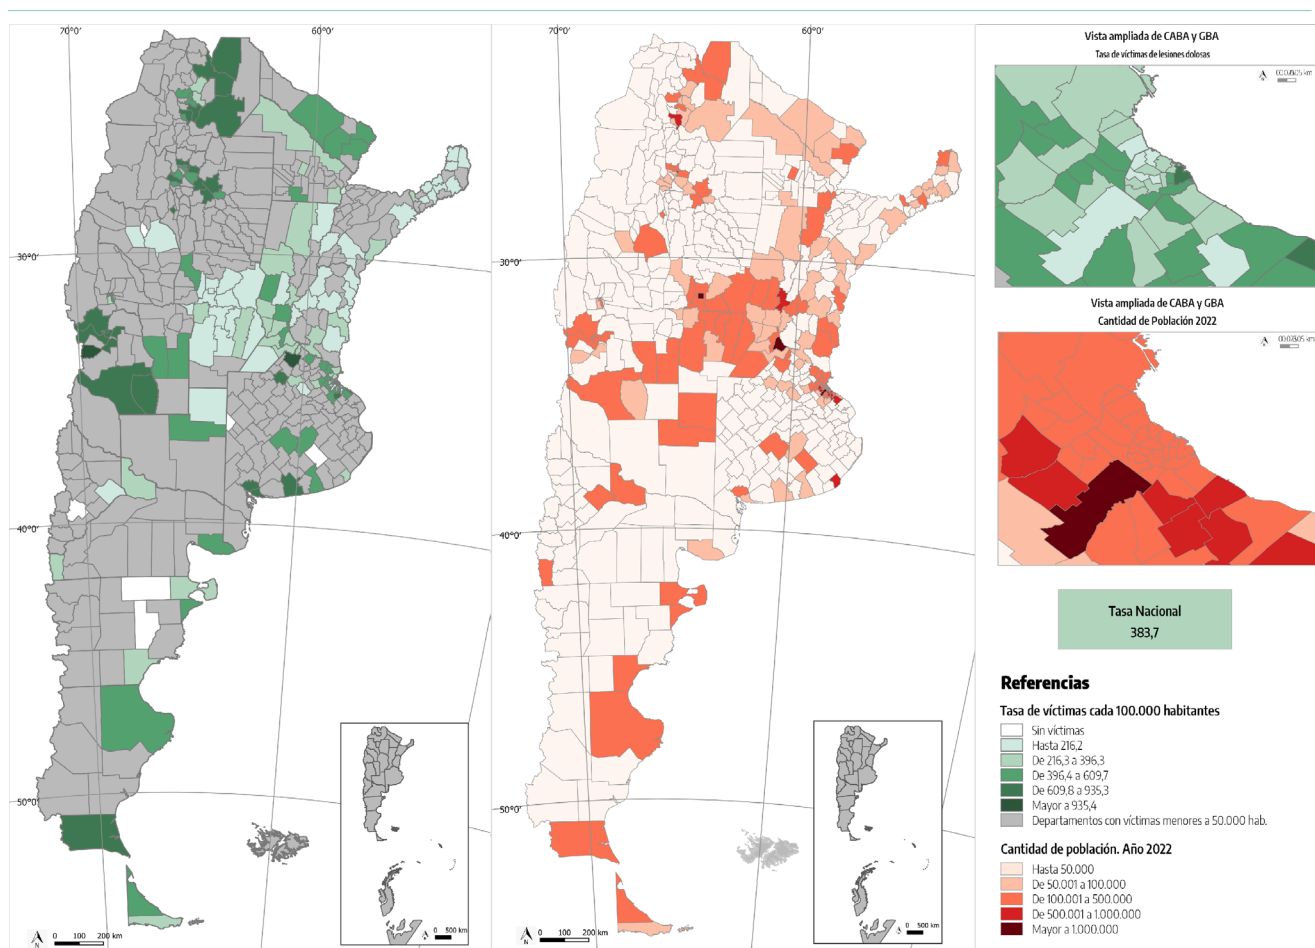 70°0'
60°0'
30°0'
40°0'
50°0'
N
0
100
200 km
N
0
500 km
70°0'
60°0'
30°0'
40°0'
50°0'
N
0
100
200 km
N
0
500 km
Vista ampliada de CABA y GBA
Tasa de víctimas de lesiones dolosas
N
Vista ampliada de CABA y GBA
Cantidad de Población 2022
N
Tasa Nacional
383,7
Referencias
Tasa de víctimas cada 100.000 habitantes
Sin víctimas
Hasta 216,2
De 216,3 a 396,3
De 396,4 a 609,7
De 609,8 a 935,3
Mayor a 935,4
Departamentos con víctimas menores a 50.000 hab.
Cantidad de población. Año 2022
Hasta 50.000
De 50.001 a 100.000
De 100.001 a 500.000
De 500.001 a 1.000.000
Mayor a 1.000.000